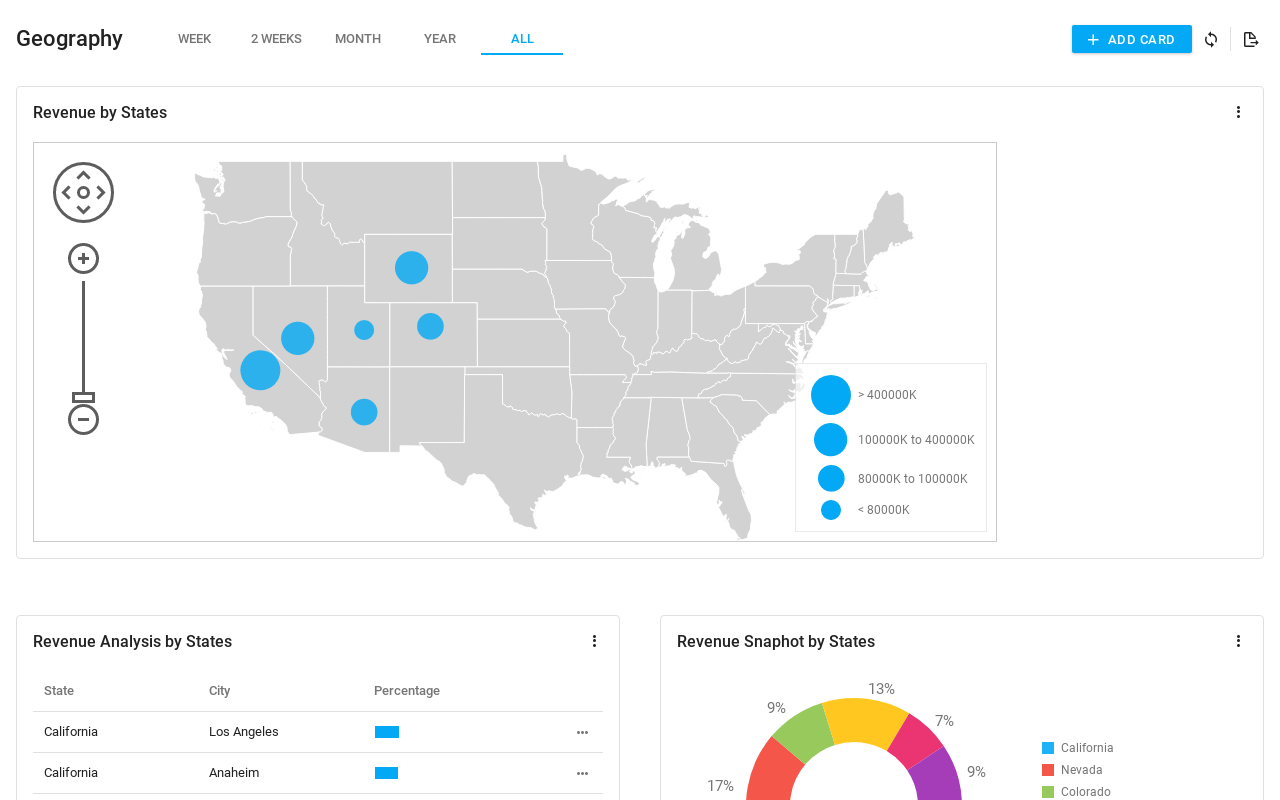 Geography
WEEK
2 WEEKS
MONTH
YEAR
ALL
ADD CARD
Revenue by States
> 400000K
100000K to 400000K
80000K to 100000K
< 80000K
Revenue Analysis by States
State City Percentage
California Los Angeles
California Anaheim
Revenue Snaphot by States
13%
9%
7%
9%
17%
California
Nevada
Colorado